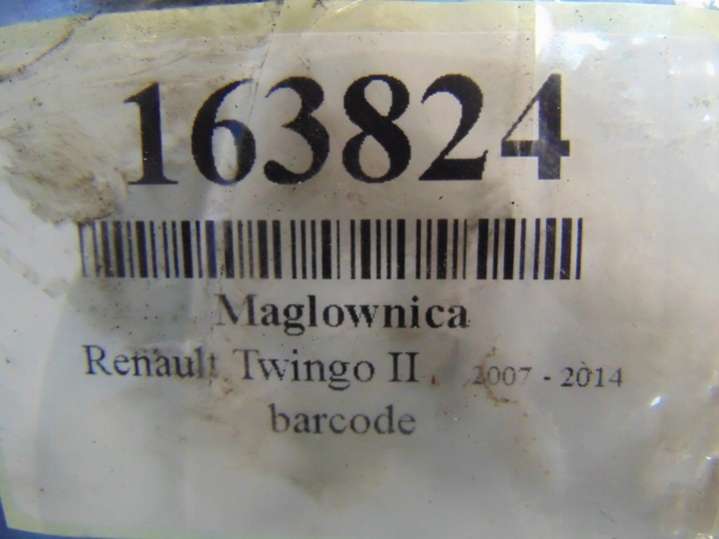 163824
Maglownica
Renault Twingo II 2007 - 2014
barcode